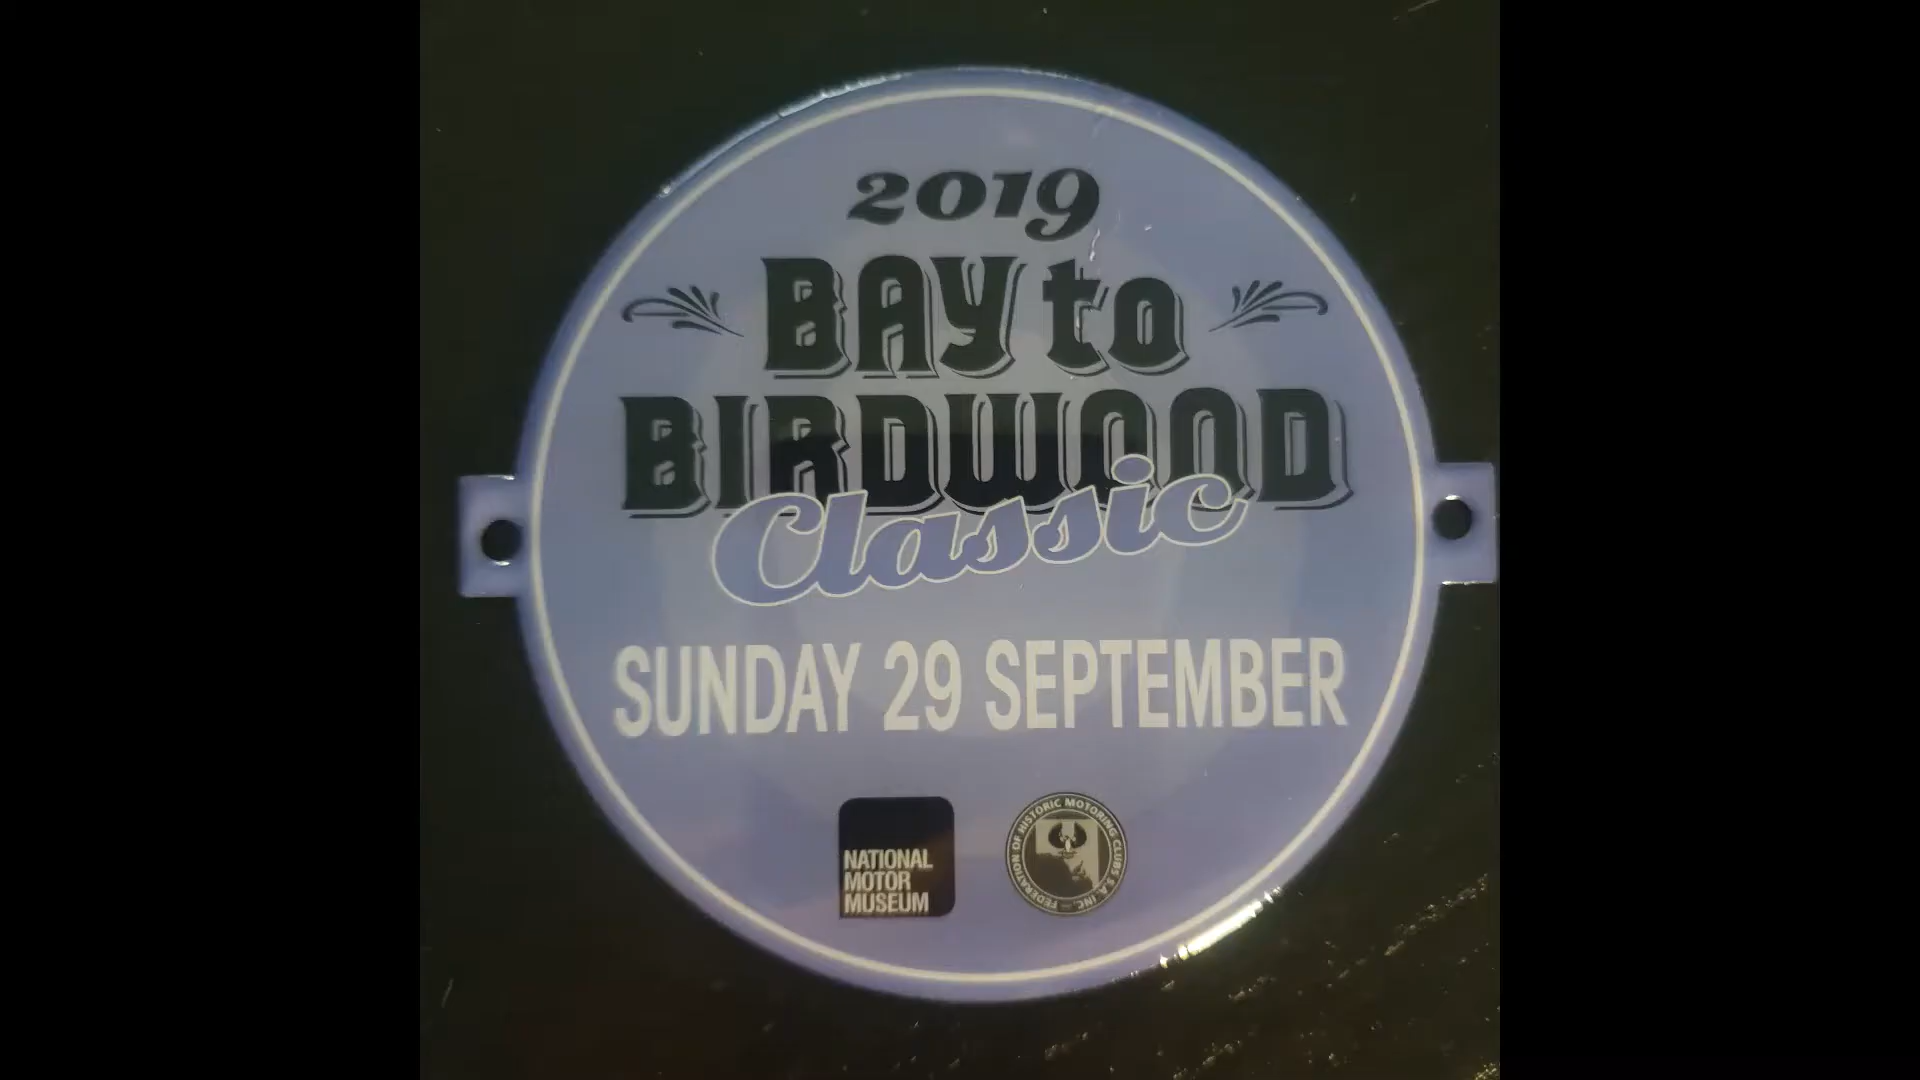 2019
BAY to
BIRDWOOD
Classic
SUNDAY 29 SEPTEMBER
NATIONAL
MOTOR
MUSEUM
FEDERATION OF HISTORIC MOTORING CLUBS S.A. INC.